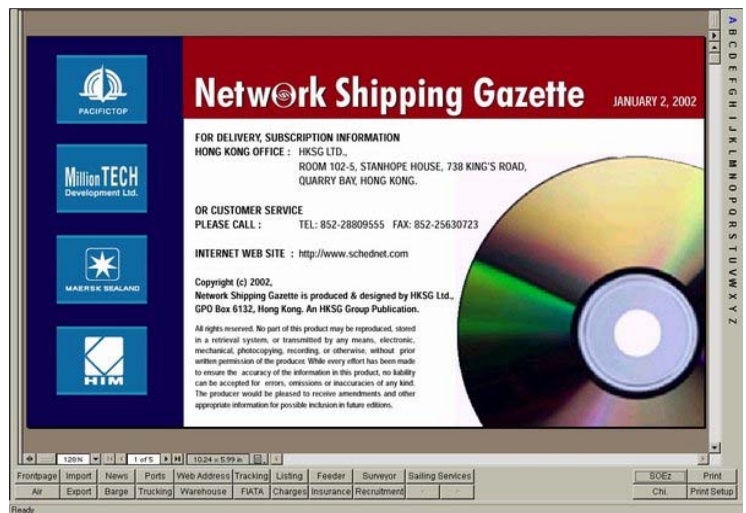 PACIFICTOP
Network Shipping Gazette
JANUARY 2, 2002
FOR DELIVERY, SUBSCRIPTION INFORMATION
HONG KONG OFFICE : HKSG LTD.,
ROOM 102-5, STANHOPE HOUSE, 738 KING'S ROAD,
QUARRY BAY, HONG KONG.
MillionTECH
Development Ltd.
OR CUSTOMER SERVICE
PLEASE CALL : TEL: 852-28809555 FAX: 852-25630723
INTERNET WEB SITE : http://www.schednet.com
MAERSK SEALAND
Copyright (c) 2002,
Network Shipping Gazette is produced & designed by HKSG Ltd.,
GPO Box 6132, Hong Kong. An HKSG Group Publication.
All rights reserved. No part of this product may be reproduced, stored
in a retrieval system, or transmitted by any means, electronic,
mechanical, photocopying, recording, or otherwise, without prior
written permission of the producer. While every effort has been made
to ensure the accuracy of the information in this product, no liability
can be accepted for errors, omissions or inaccuracies of any kind.
The producer would be pleased to receive amendments and other
appropriate information for possible inclusion in future editions.
HIM
A
B
C
D
E
F
G
H
I
J
K
L
M
N
O
P
Q
R
S
T
U
V
W
X
Y
Z
128% 1 of 5 10.24 x 5.99 in
Frontpage Import News Ports Web Address Tracking Listing Feeder Surveyor Sailing Services SOEz Print
Air Export Barge Trucking Warehouse FIATA Charges Insurance Recruitment - - Chi. Print Setup
Ready